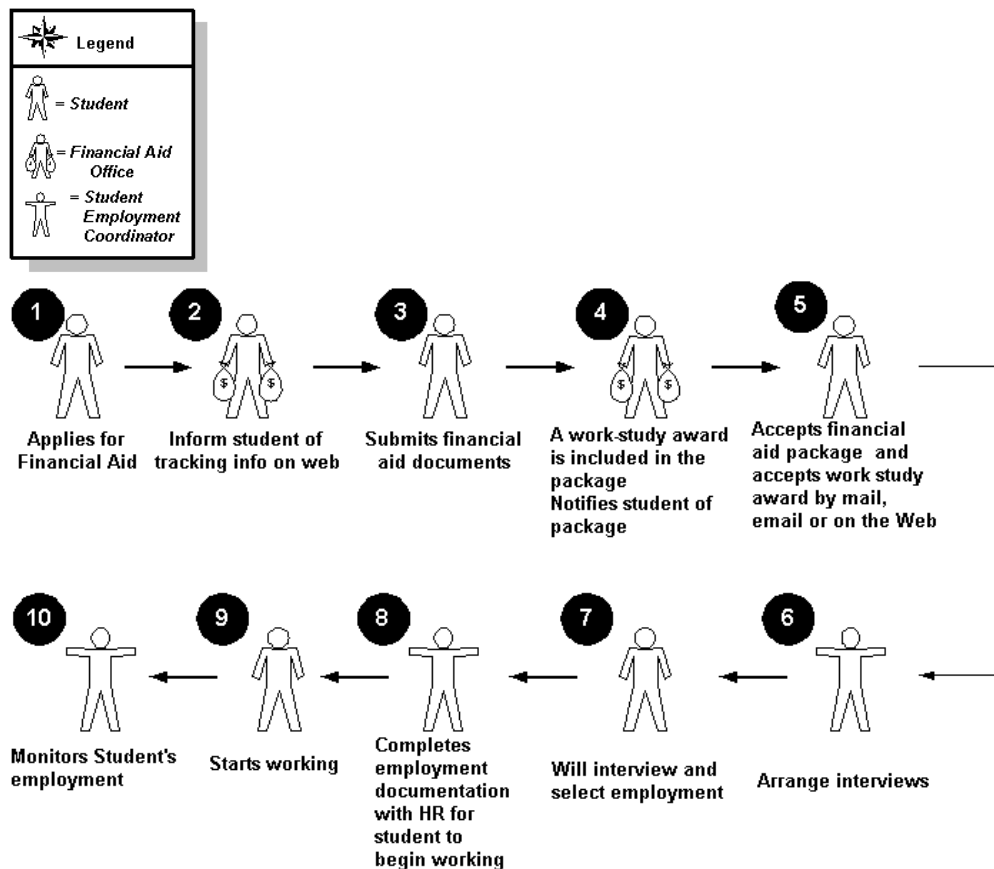 Legend
= Student
= Financial Aid
Office
= Student
Employment
Coordinator
1
2
3
4
5
$ $
$ $
Applies for
Financial Aid
Inform student of
tracking info on web
Submits financial
aid documents
A work-study award
is included in the
package
Notifies student of
package
Accepts financial
aid package and
accepts work study
award by mail,
email or on the Web
10
9
8
7
6
Monitors Student's
employment
Starts working
Completes
employment
documentation
with HR for
student to
begin working
Will interview and
select employment
Arrange interviews